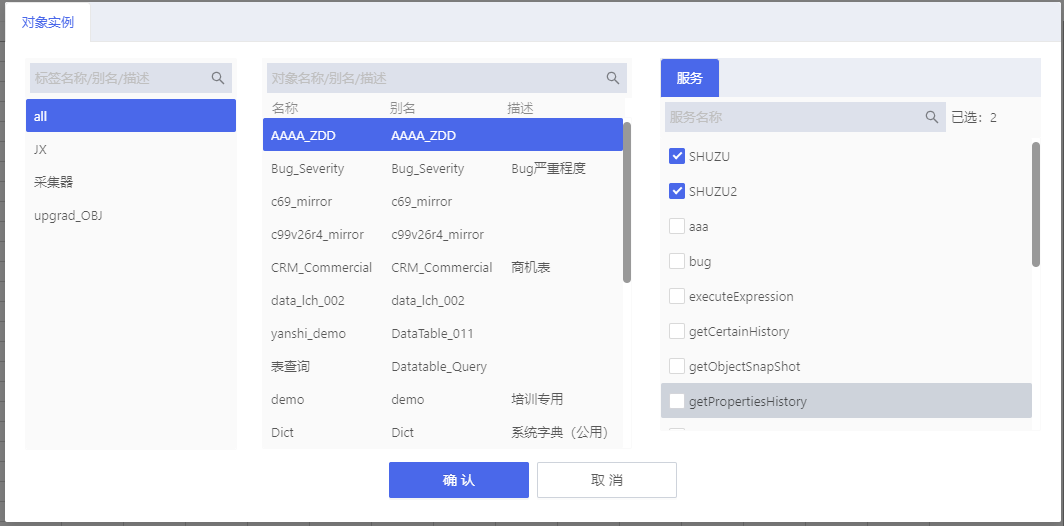 对象实例
标签名称/别名/描述
all
JX
采集器
upgrad_OBJ
对象名称/别名/描述
名称 别名 描述
AAAA_ZDD AAAA_ZDD
Bug_Severity Bug_Severity Bug严重程度
c69_mirror c69_mirror
c99v26r4_mirror c99v26r4_mirror
CRM_Commercial CRM_Commercial 商机表
data_lch_002 data_lch_002
yanshi_demo DataTable_011
表查询 Datatable_Query
demo demo 培训专用
Dict Dict 系统字典（公用）
服务
服务名称 已选：2
SHUZU
SHUZU2
aaa
bug
executeExpression
getCertainHistory
getObjectSnapShot
getPropertiesHistory
确 认 取 消